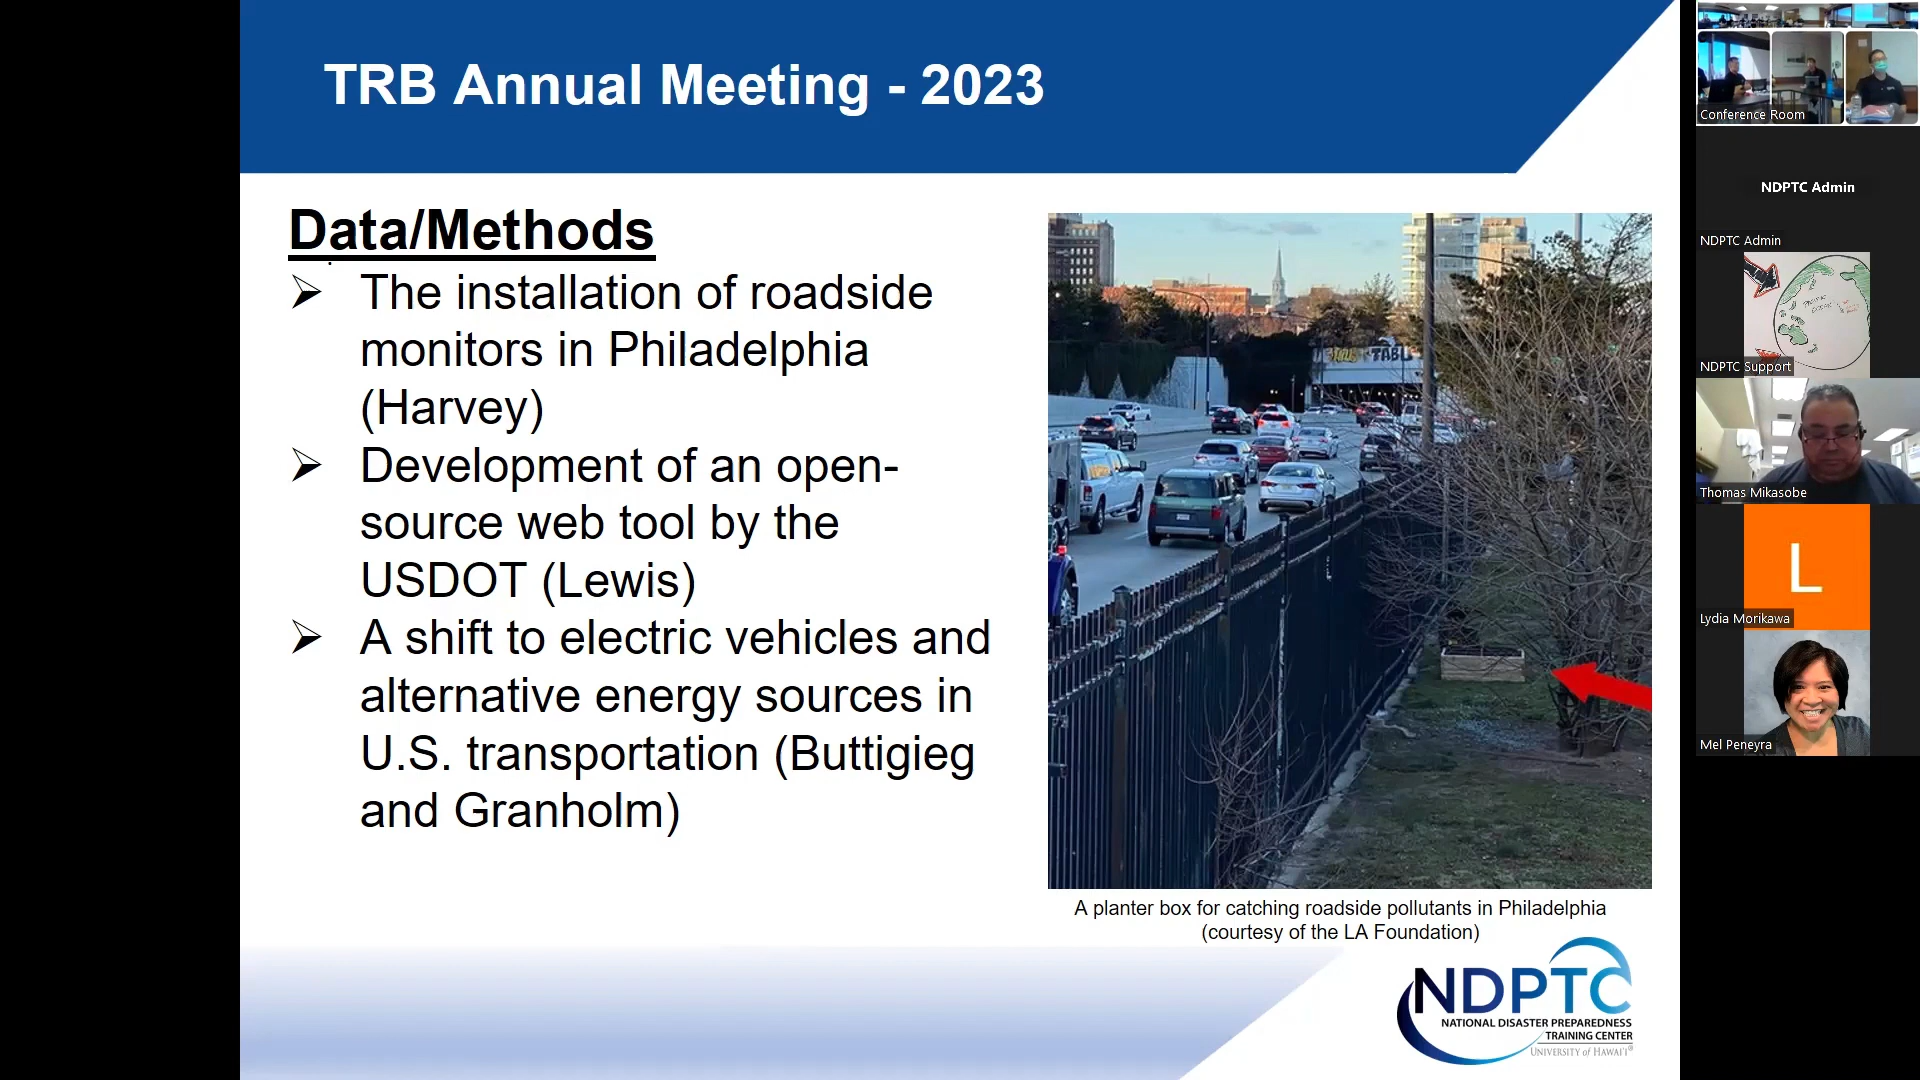 TRB Annual Meeting - 2023
Data/Methods
➢ The installation of roadside
monitors in Philadelphia
(Harvey)
➢ Development of an open-
source web tool by the
USDOT (Lewis)
➢ A shift to electric vehicles and
alternative energy sources in
U.S. transportation (Buttigieg
and Granholm)
A planter box for catching roadside pollutants in Philadelphia
(courtesy of the LA Foundation)
NDPTC
NATIONAL DISASTER PREPAREDNESS
TRAINING CENTER
UNIVERSITY of HAWAI'I®
Conference Room
NDPTC Admin
NDPTC Admin
NDPTC Support
Thomas Mikasobe
L
Lydia Morikawa
Mel Peneyra